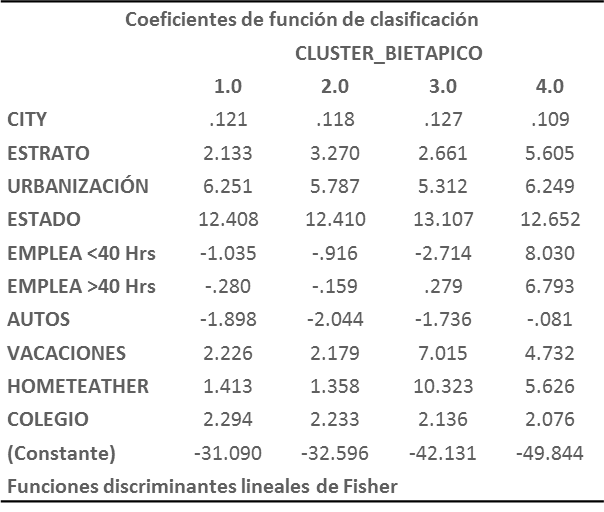 Coeficientes de función de clasificación
CLUSTER_BIETAPICO
1.0 2.0 3.0 4.0
CITY .121 .118 .127 .109
ESTRATO 2.133 3.270 2.661 5.605
URBANIZACIÓN 6.251 5.787 5.312 6.249
ESTADO 12.408 12.410 13.107 12.652
EMPLEA <40 Hrs -1.035 -.916 -2.714 8.030
EMPLEA >40 Hrs -.280 -.159 .279 6.793
AUTOS -1.898 -2.044 -1.736 -.081
VACACIONES 2.226 2.179 7.015 4.732
HOMETEATHER 1.413 1.358 10.323 5.626
COLEGIO 2.294 2.233 2.136 2.076
(Constante) -31.090 -32.596 -42.131 -49.844
Funciones discriminantes lineales de Fisher